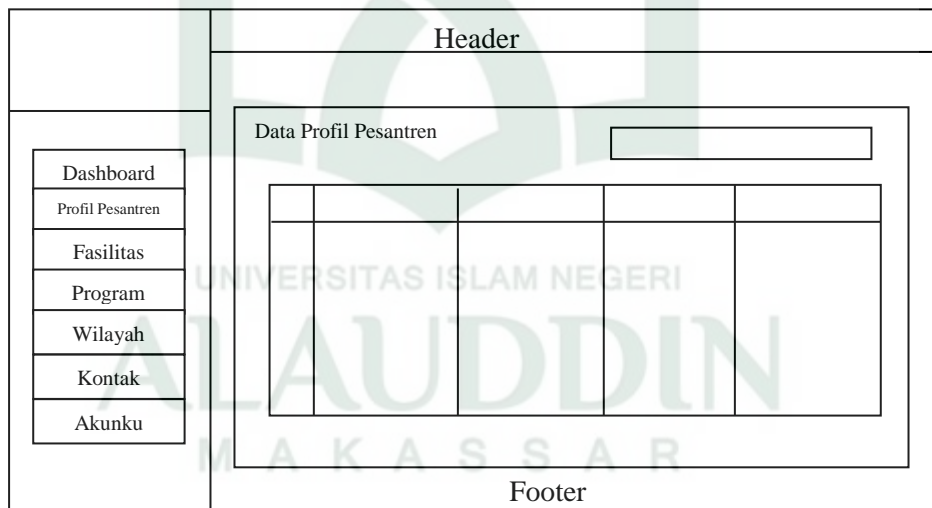 Header
Data Profil Pesantren
Dashboard
Profil Pesantren
Fasilitas
Program
Wilayah
Kontak
Akunku
UNIVERSITAS ISLAM NEGERI
ALAUDDIN
MAKASSAR
Footer